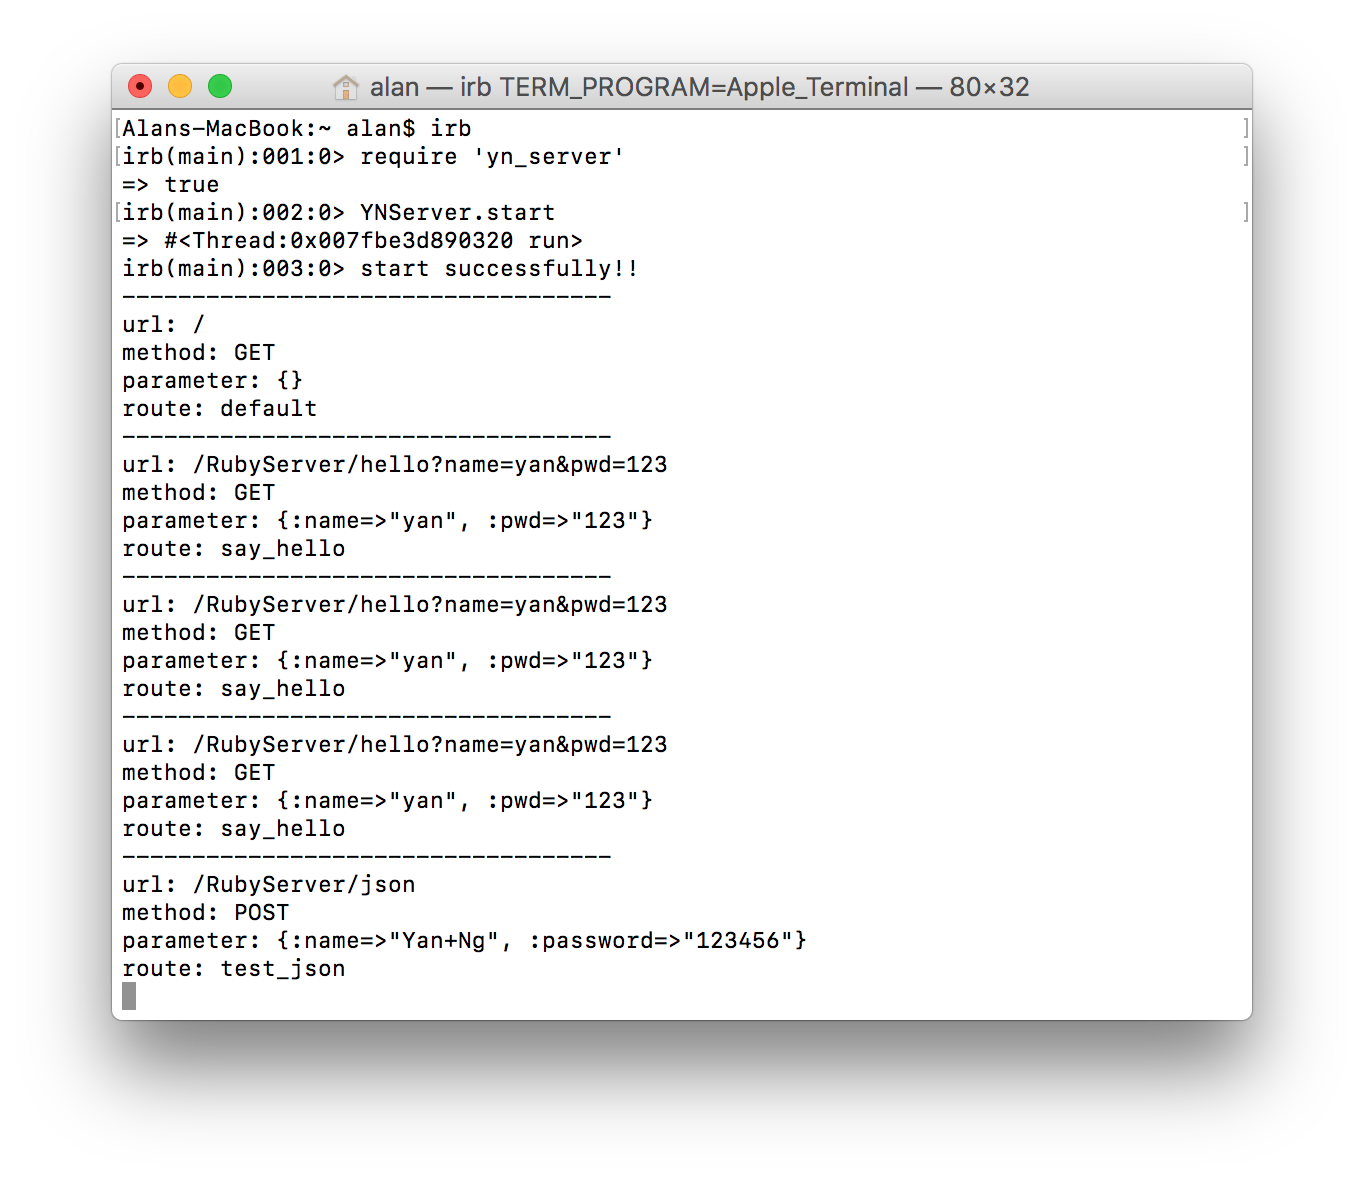 alan — irb TERM_PROGRAM=Apple_Terminal — 80×32
[Alans-MacBook:~ alan$ irb ]
[irb(main):001:0> require 'yn_server' ]
=> true
[irb(main):002:0> YNServer.start ]
=> #<Thread:0x007fbe3d890320 run>
irb(main):003:0> start successfully!!
-----------------------------------
url: /
method: GET
parameter: {}
route: default
-----------------------------------
url: /RubyServer/hello?name=yan&pwd=123
method: GET
parameter: {:name=>"yan", :pwd=>"123"}
route: say_hello
-----------------------------------
url: /RubyServer/hello?name=yan&pwd=123
method: GET
parameter: {:name=>"yan", :pwd=>"123"}
route: say_hello
-----------------------------------
url: /RubyServer/hello?name=yan&pwd=123
method: GET
parameter: {:name=>"yan", :pwd=>"123"}
route: say_hello
-----------------------------------
url: /RubyServer/json
method: POST
parameter: {:name=>"Yan+Ng", :password=>"123456"}
route: test_json